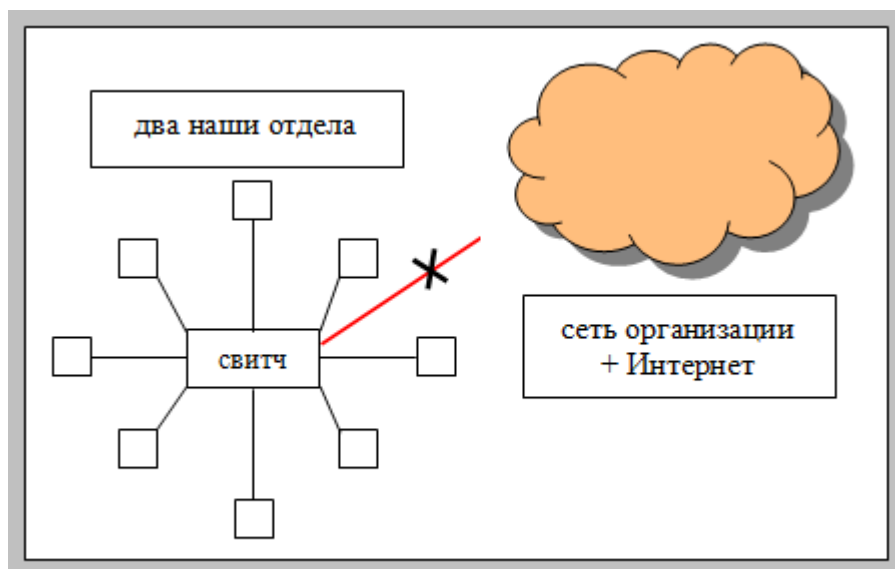 два наши отдела
свитч
сеть организации
+ Интернет